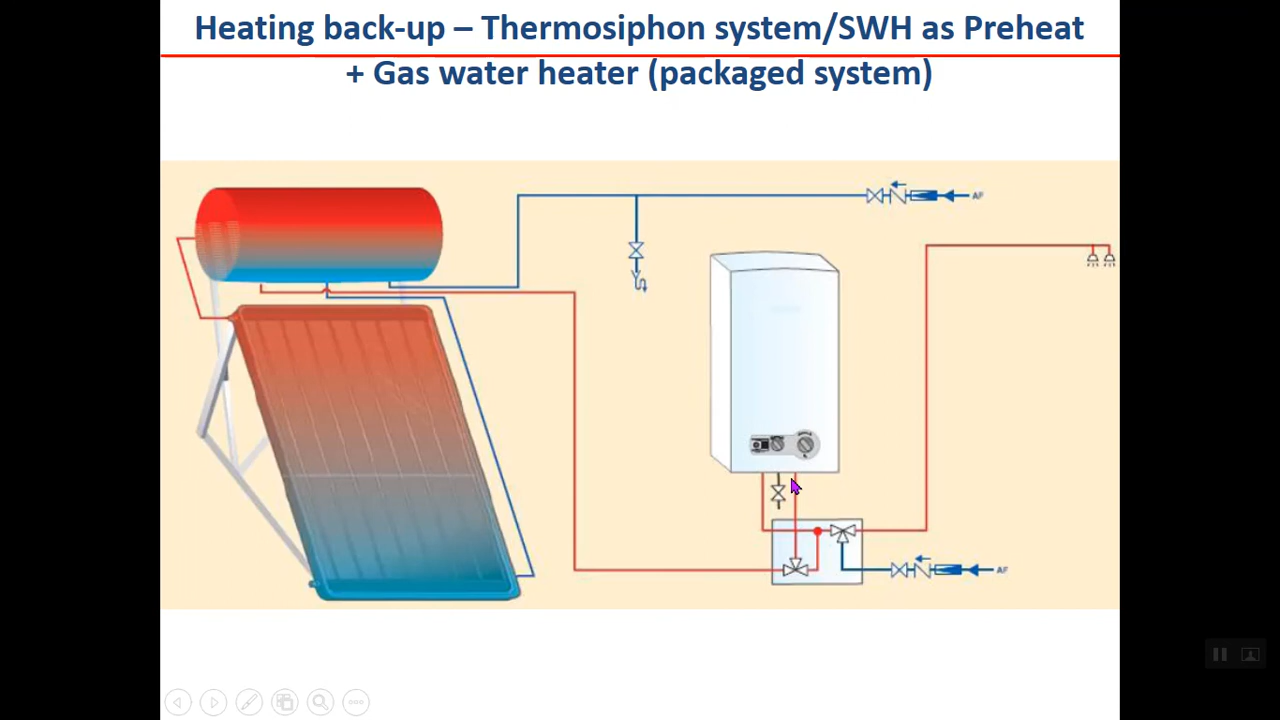 Heating back-up – Thermosiphon system/SWH as Preheat
+ Gas water heater (packaged system)
AF
AF